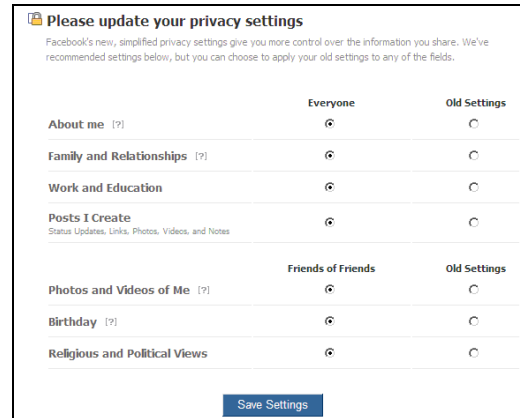 Please update your privacy settings
Facebook's new, simplified privacy settings give you more control over the information you share. We've
recommended settings below, but you can choose to apply your old settings to any of the fields.
Everyone Old Settings
About me [?]
Family and Relationships [?]
Work and Education
Posts I Create
Status Updates, Links, Photos, Videos, and Notes
Friends of Friends Old Settings
Photos and Videos of Me [?]
Birthday [?]
Religious and Political Views
Save Settings